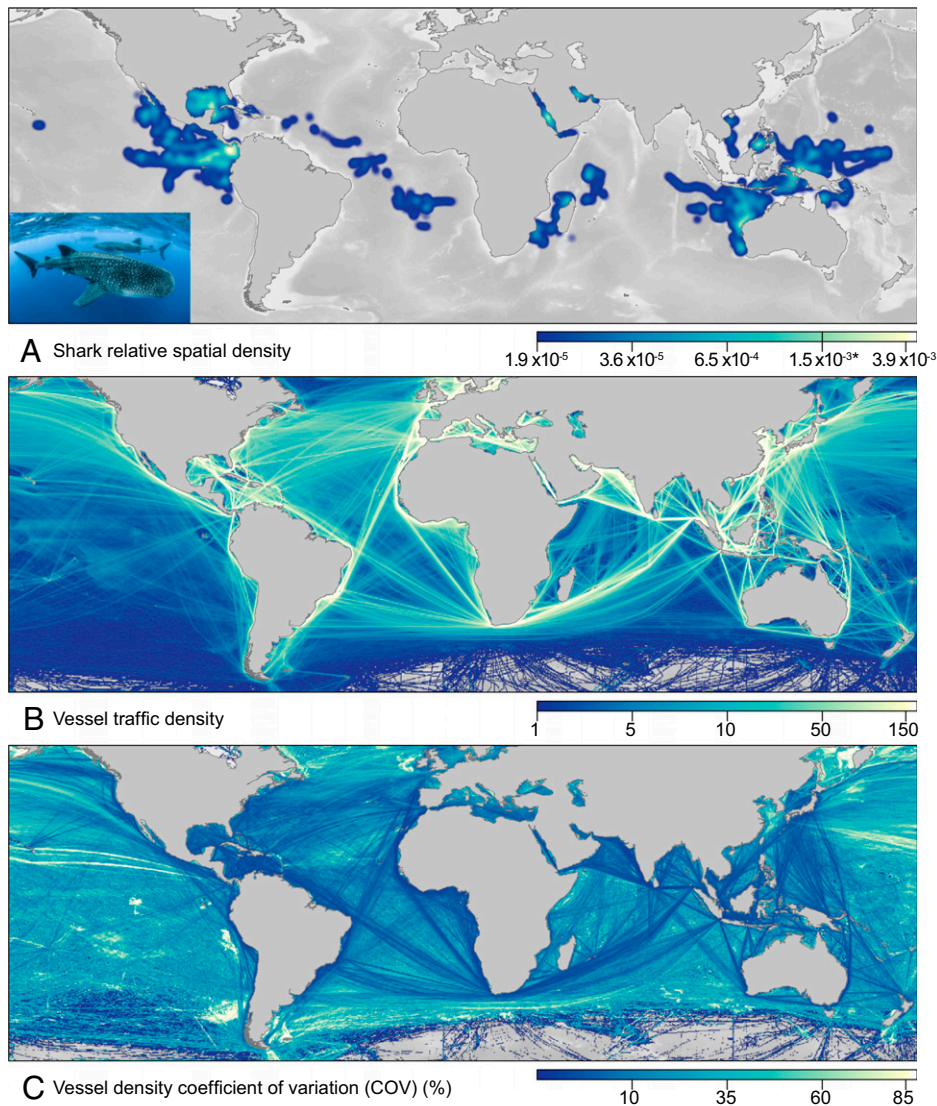 A Shark relative spatial density
1.9 x10⁻⁵ 3.6 x10⁻⁵ 6.5 x10⁻⁴ 1.5 x10⁻³* 3.9 x10⁻³
B Vessel traffic density
1 5 10 50 150
C Vessel density coefficient of variation (COV) (%)
10 35 60 85